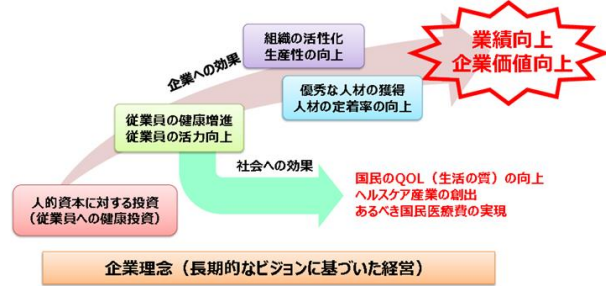 業績向上
企業価値向上
組織の活性化
生産性の向上
企業への効果
優秀な人材の獲得
人材の定着率の向上
従業員の健康増進
従業員の活力向上
社会への効果
国民のQOL（生活の質）の向上
ヘルスケア産業の創出
あるべき国民医療費の実現
人的資本に対する投資
（従業員への健康投資）
企業理念（長期的なビジョンに基づいた経営）